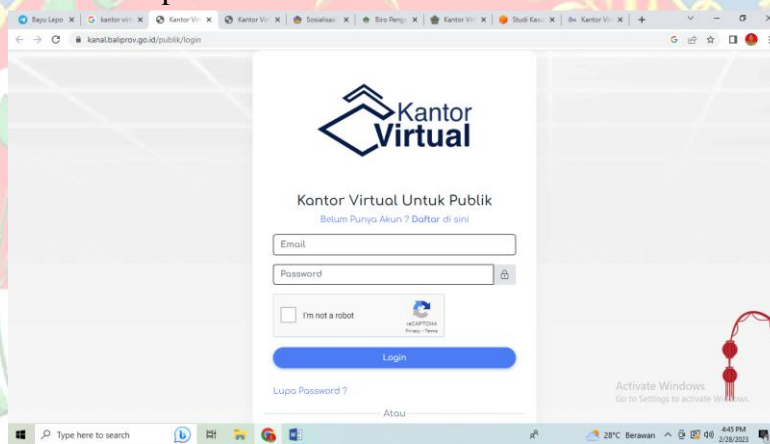 Bayu Lepo
kantor virt
Kantor Vir
Kantor Vir
Sosialisasi
Biro Peng
Kantor Vir
Studi Kasu
Kantor Vir
kanal.baliprov.go.id/publik/login
Kantor
Virtual
Kantor Virtual Untuk Publik
Belum Punya Akun ? Daftar di sini
Email
Password
I'm not a robot
reCAPTCHA
Privacy - Terms
Login
Lupa Password ?
Atau
Activate Windows
Go to Settings to activate Windows.
Type here to search
28°C Berawan
4:45 PM
2/28/2023